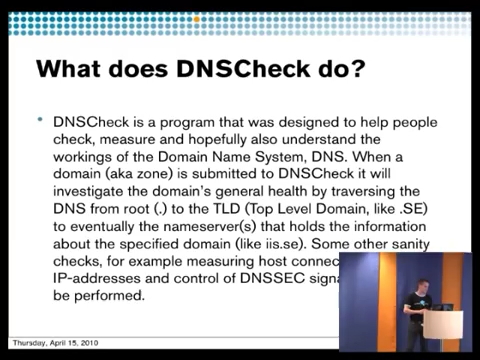 What does DNSCheck do?
• DNSCheck is a program that was designed to help people
check, measure and hopefully also understand the
workings of the Domain Name System, DNS. When a
domain (aka zone) is submitted to DNSCheck it will
investigate the domain's general health by traversing the
DNS from root (.) to the TLD (Top Level Domain, like .SE)
to eventually the nameserver(s) that holds the information
about the specified domain (like iis.se). Some other sanity
checks, for example measuring host
IP-addresses and control of DNSSEC
be performed.
Thursday, April 15, 2010